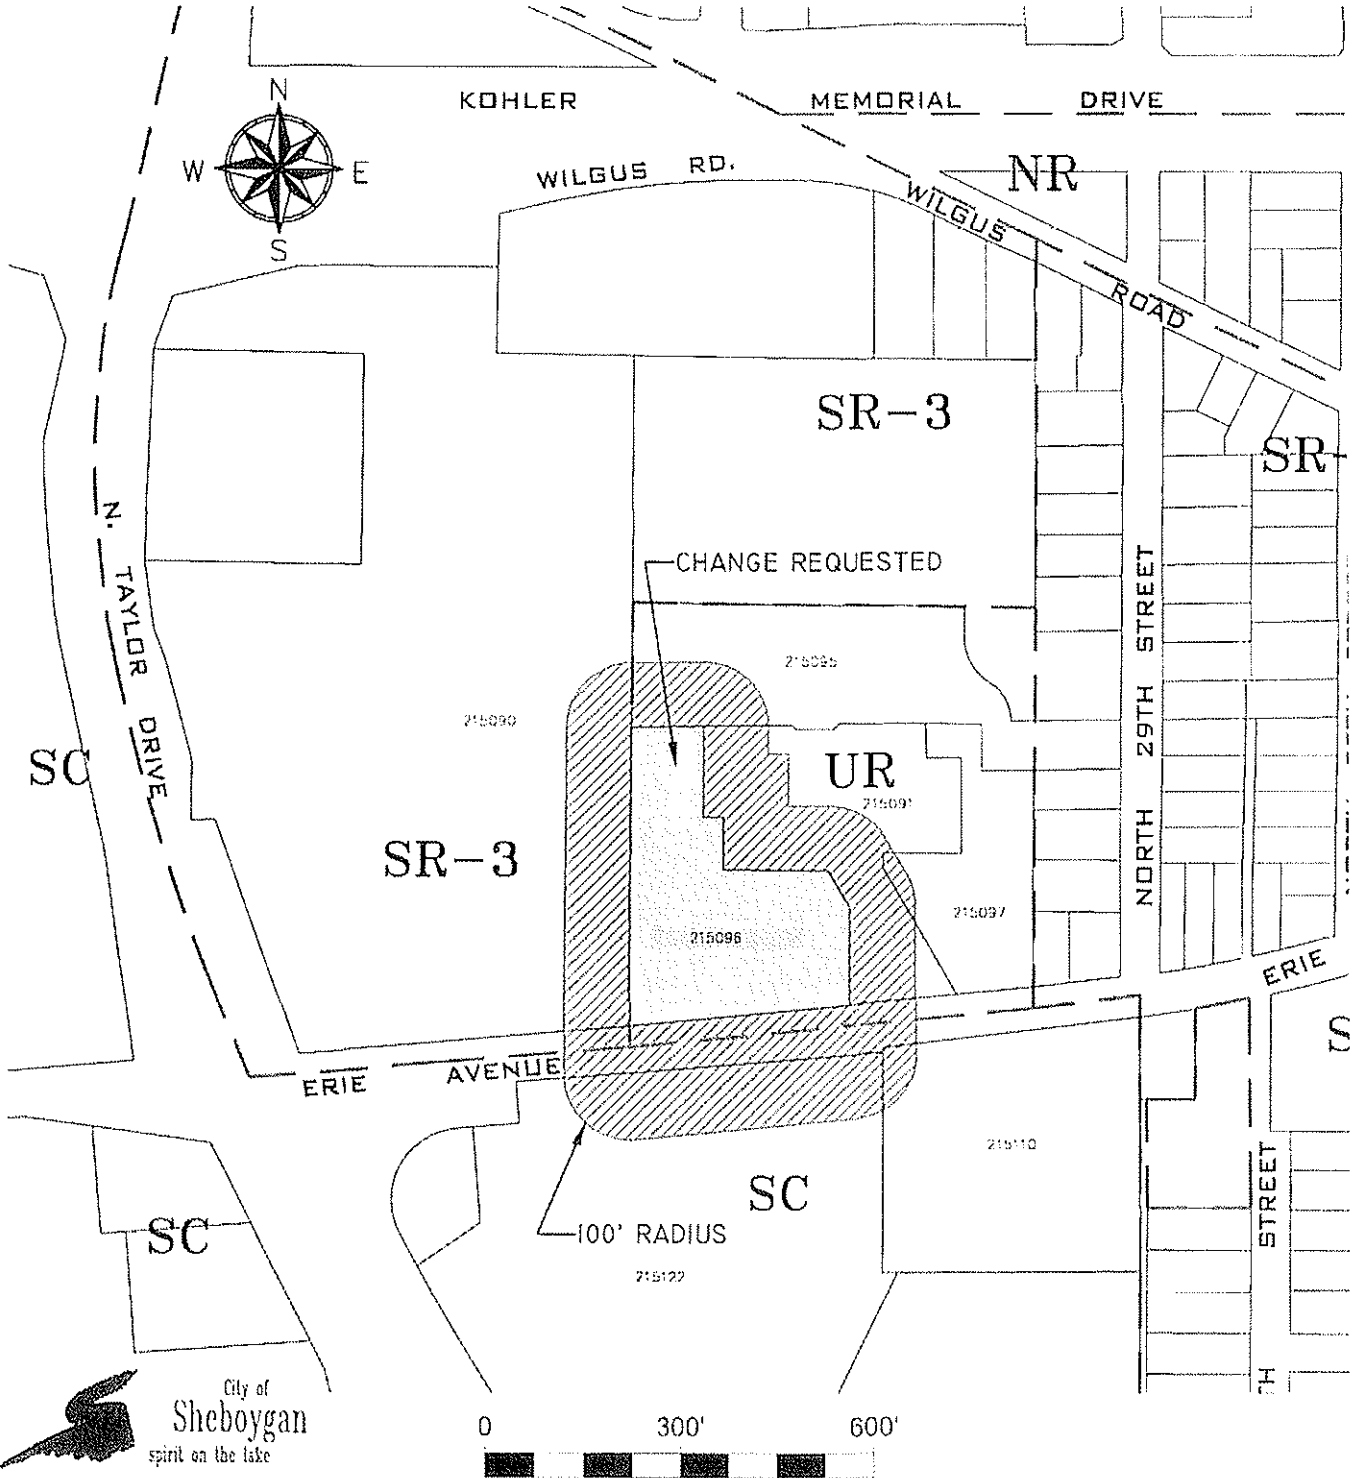 KOHLER MEMORIAL DRIVE
N
W E
S
WILGUS RD.
NR
WILGUS ROAD
SR-3
SR-
N. TAYLOR DRIVE
CHANGE REQUESTED
NORTH 29TH STREET
215095
215090
SC
UR
215091
SR-3
215097
215096
ERIE
ERIE AVENUE
S
215110
SC
SC
100' RADIUS
STREET
215122
City of
Sheboygan
spirit on the lake
0 300' 600'